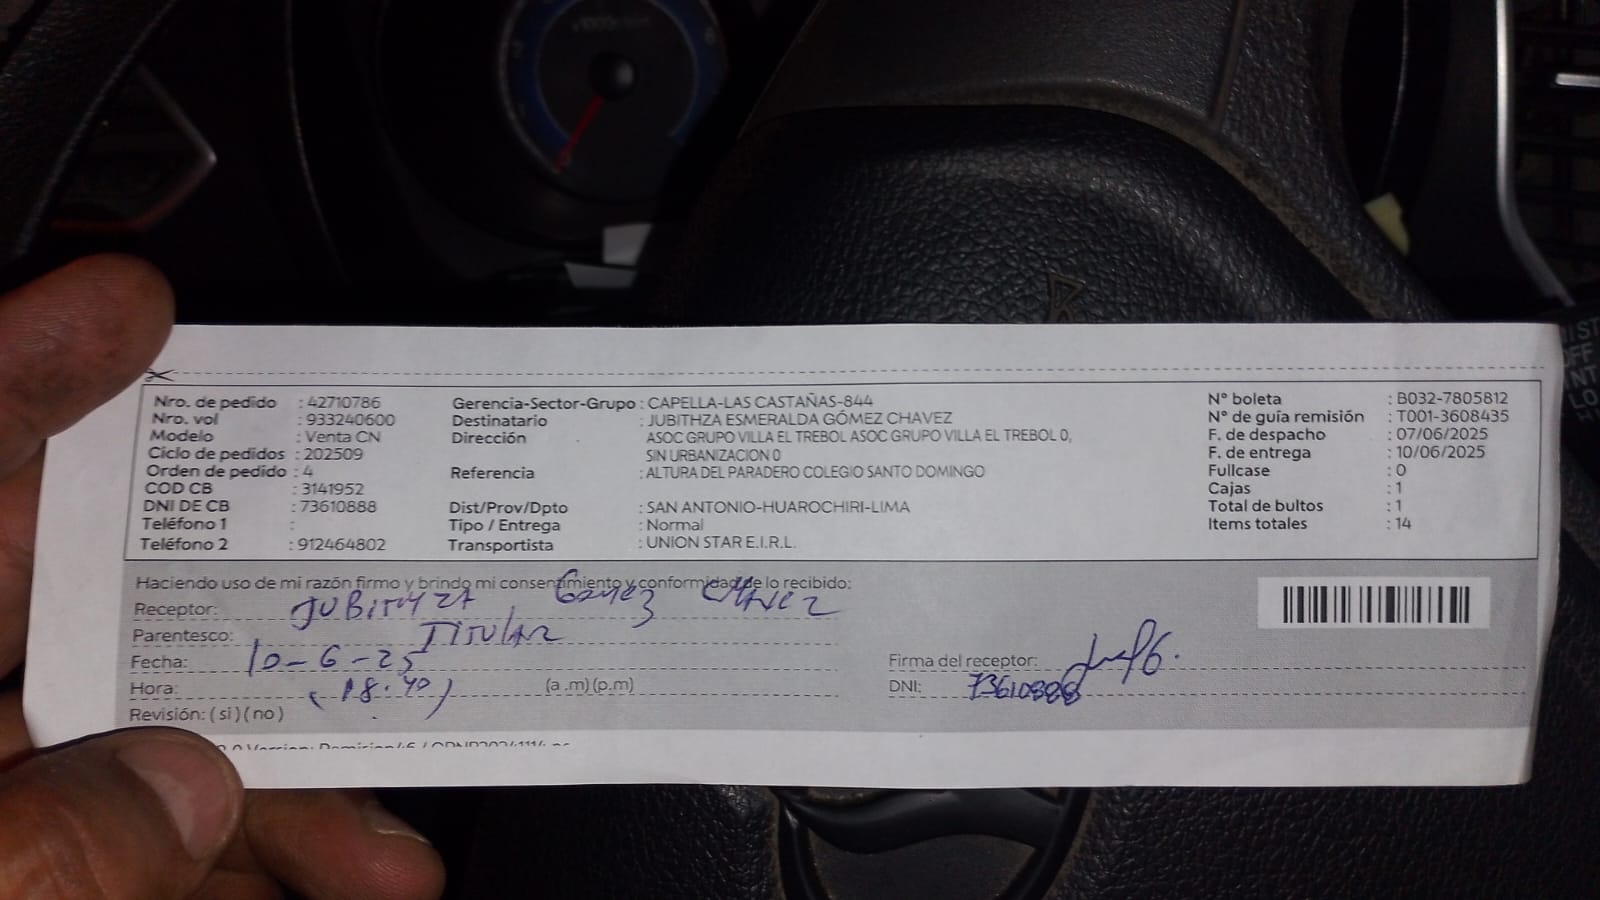 Nro. de pedido : 42710786 Gerencia-Sector-Grupo : CAPELLA-LAS CASTAÑAS-844 N° boleta : B032-7805812
Nro. vol : 933240600 Destinatario : JUBITHZA ESMERALDA GÓMEZ CHAVEZ N° de guía remisión : T001-3608435
Modelo : Venta CN Dirección : ASOC GRUPO VILLA EL TREBOL ASOC GRUPO VILLA EL TREBOL 0, F. de despacho : 07/06/2025
Ciclo de pedidos : 202509 SIN URBANIZACION 0 F. de entrega : 10/06/2025
Orden de pedido : 4 Referencia : ALTURA DEL PARADERO COLEGIO SANTO DOMINGO Fullcase : 0
COD CB : 3141952 Cajas : 1
DNI DE CB : 73610888 Dist/Prov/Dpto : SAN ANTONIO-HUAROCHIRI-LIMA Total de bultos : 1
Teléfono 1 : Tipo / Entrega : Normal Items totales : 14
Teléfono 2 : 912464802 Transportista : UNION STAR E.I.R.L.
Haciendo uso de mi razón firmo y brindo mi consentimiento y conformidad de lo recibido:
Receptor: JUBITHZA Gómez CHAVEZ
Parentesco: TITULAR
Fecha: 10-6-25 Firma del receptor:
Hora: (18:40) (a.m)(p.m) DNI: 73610888
Revisión: (si)(no)